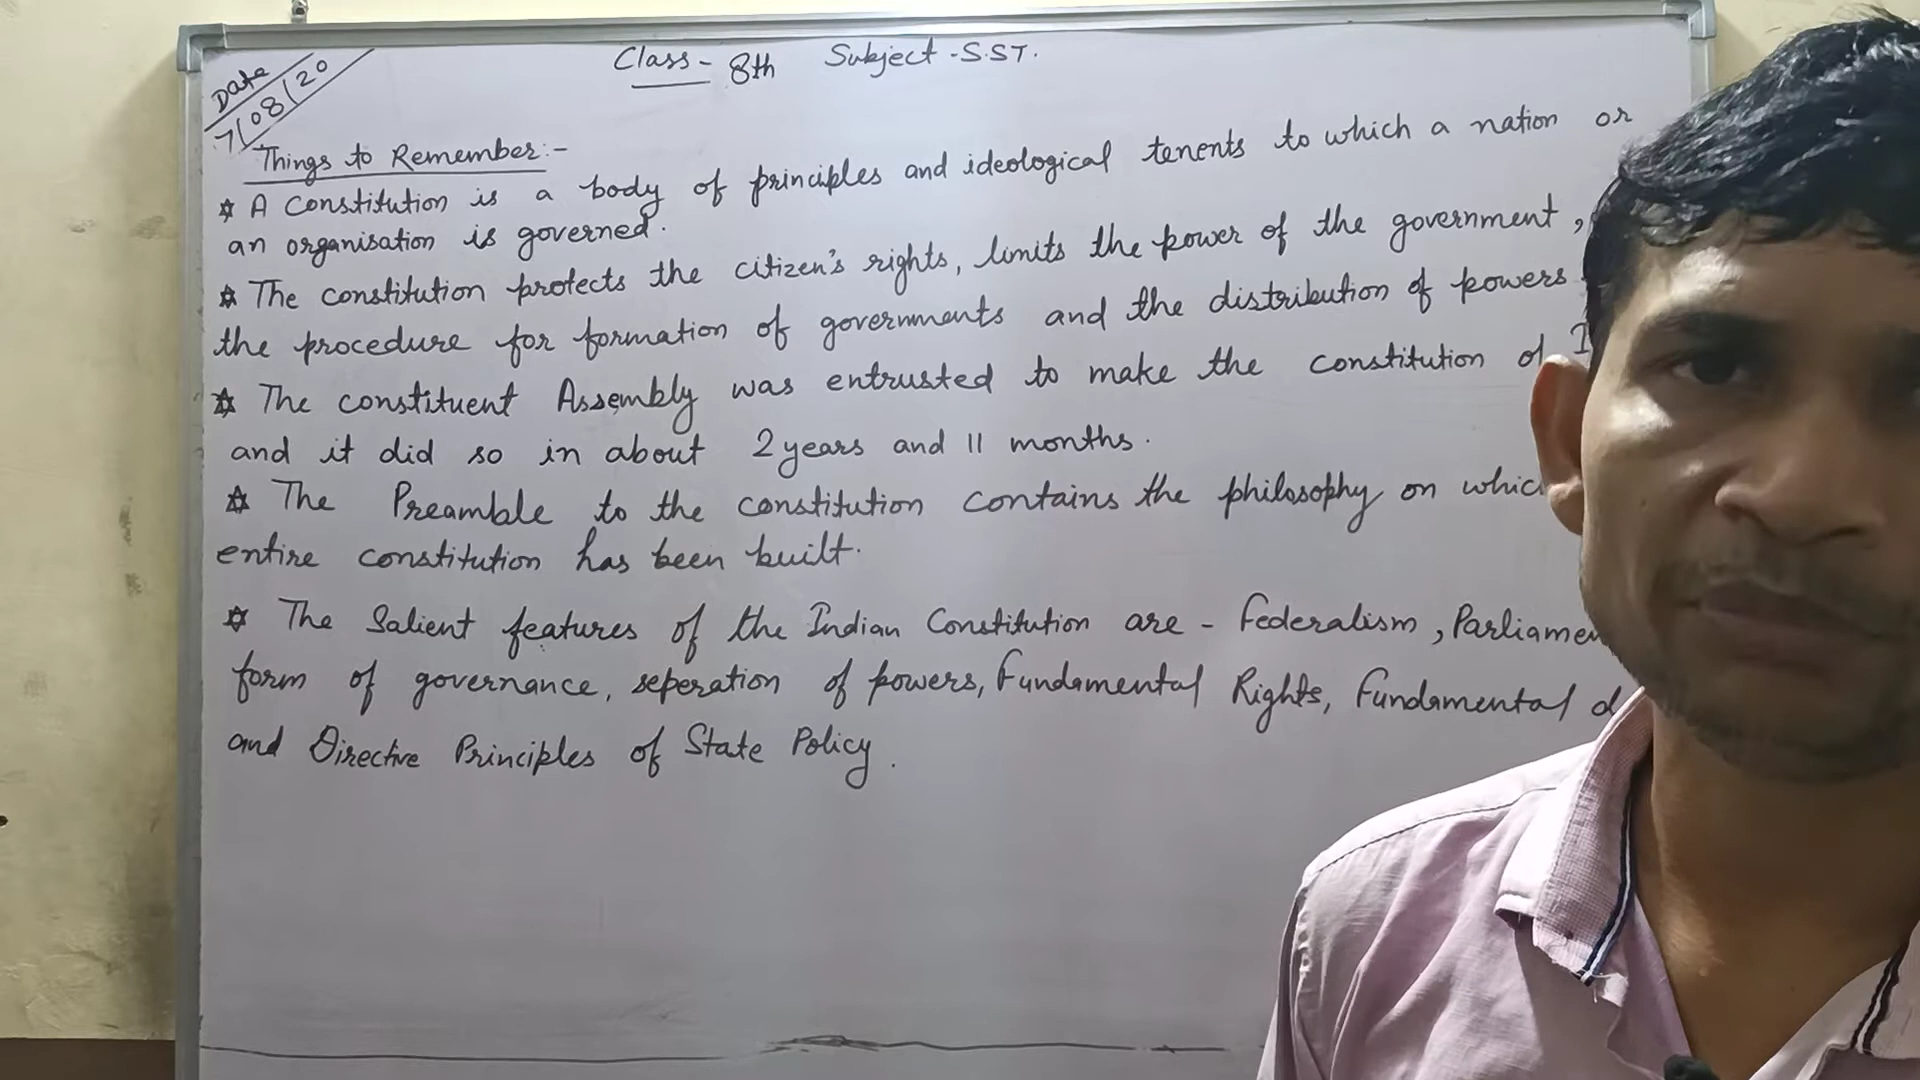 Date
7/08/20
Class - 8th Subject - S.ST.
Things to Remember:-
☆ A constitution is a body of principles and ideological tenents to which a nation or
an organisation is governed.
☆ The constitution protects the citizen's rights, limits the power of the government,
the procedure for formation of governments and the distribution of powers
☆ The constituent Assembly was entrusted to make the constitution of
and it did so in about 2 years and 11 months.
☆ The Preamble to the constitution contains the philosophy on
entire constitution has been built.
☆ The Salient features of the Indian Constitution are - Federalism,
form of governance, seperation of powers, Fundamental Rights, Fundamental
and Directive Principles of State Policy.